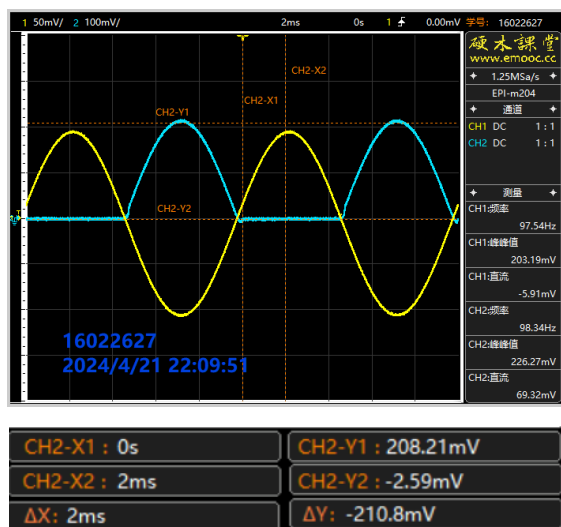 1 50mV/ 2 100mV/ 2ms 0s 1 0.00mV 学号: 16022627
硬木課堂
www.emooc.cc
1.25MSa/s
EPI-m204
通道
CH1 DC 1:1
CH2 DC 1:1
测量
CH1:频率
97.54Hz
CH1:峰峰值
203.19mV
CH1:直流
-5.91mV
CH2:频率
98.34Hz
CH2:峰峰值
226.27mV
CH2:直流
69.32mV
CH2-X2
CH2-X1
CH2-Y1
CH2-Y2
16022627
2024/4/21 22:09:51
CH2-X1 : 0s CH2-Y1 : 208.21mV
CH2-X2 : 2ms CH2-Y2 : -2.59mV
ΔX: 2ms ΔY: -210.8mV